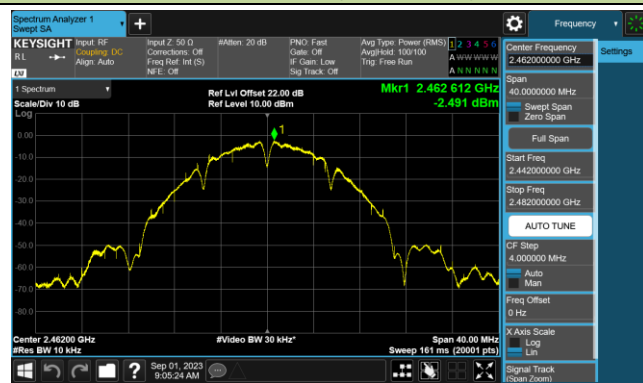 Spectrum Analyzer 1
Swept SA
+
Frequency
KEYSIGHT
Input: RF
R L
Coupling: DC
Align: Auto
Input Z: 50 Ω
Corrections: Off
Freq Ref: Int (S)
NFE: Off
#Atten: 20 dB
PNO: Fast
Gate: Off
IF Gain: Low
Sig Track: Off
Avg Type: Power (RMS)
Avg|Hold: 100/100
Trig: Free Run
1 2 3 4 5 6
A W W W W W
A N N N N N
Center Frequency
2.462000000 GHz
Settings
Span
40.0000000 MHz
Swept Span
Zero Span
Full Span
Start Freq
2.442000000 GHz
Stop Freq
2.482000000 GHz
AUTO TUNE
CF Step
4.000000 MHz
Auto
Man
Freq Offset
0 Hz
X Axis Scale
Log
Lin
Signal Track
(Span Zoom)
1 Spectrum
Scale/Div 10 dB
Log
Ref Lvl Offset 22.00 dB
Ref Level 10.00 dBm
Mkr1 2.462 612 GHz
-2.491 dBm
1
0.00
-10.0
-20.0
-30.0
-40.0
-50.0
-60.0
-70.0
-80.0
Center 2.46200 GHz
#Res BW 10 kHz
#Video BW 30 kHz*
Span 40.00 MHz
Sweep 161 ms (20001 pts)
?
Sep 01, 2023
9:05:24 AM